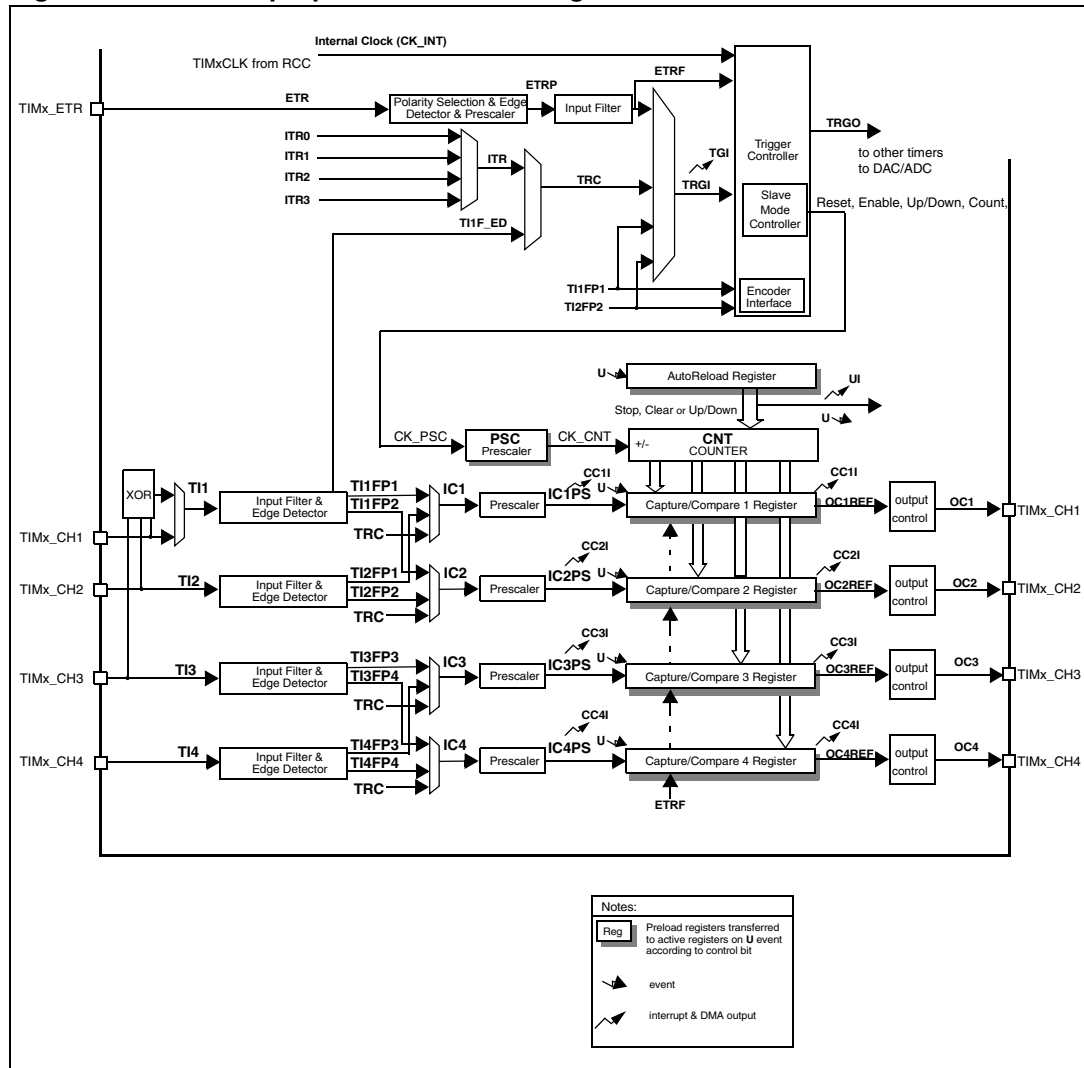 Internal Clock (CK_INT)
TIMxCLK from RCC
ETRF
ETRP
TIMx_ETR
ETR
Polarity Selection & Edge
Detector & Prescaler
Input Filter
ITR0
ITR1
ITR2
ITR3
ITR
TRC
TI1F_ED
TGI
TRGI
Trigger
Controller
TRGO
to other timers
to DAC/ADC
Slave
Mode
Controller
Reset, Enable, Up/Down, Count,
TI1FP1
TI2FP2
Encoder
Interface
U
AutoReload Register
UI
U
Stop, Clear or Up/Down
CK_PSC
PSC
Prescaler
CK_CNT
+/-
CNT
COUNTER
XOR
TI1
TIMx_CH1
Input Filter &
Edge Detector
TI1FP1
TI1FP2
TRC
IC1
Prescaler
IC1PS
CC1I
U
Capture/Compare 1 Register
CC1I
OC1REF
output
control
OC1
TIMx_CH1
TIMx_CH2
TI2
Input Filter &
Edge Detector
TI2FP1
TI2FP2
TRC
IC2
Prescaler
IC2PS
CC2I
U
Capture/Compare 2 Register
CC2I
OC2REF
output
control
OC2
TIMx_CH2
TIMx_CH3
TI3
Input Filter &
Edge Detector
TI3FP3
TI3FP4
TRC
IC3
Prescaler
IC3PS
CC3I
U
Capture/Compare 3 Register
CC3I
OC3REF
output
control
OC3
TIMx_CH3
TIMx_CH4
TI4
Input Filter &
Edge Detector
TI4FP3
TI4FP4
TRC
IC4
Prescaler
IC4PS
CC4I
U
Capture/Compare 4 Register
CC4I
OC4REF
output
control
OC4
TIMx_CH4
ETRF
Notes:
Reg
Preload registers transferred
to active registers on U event
according to control bit
event
interrupt & DMA output